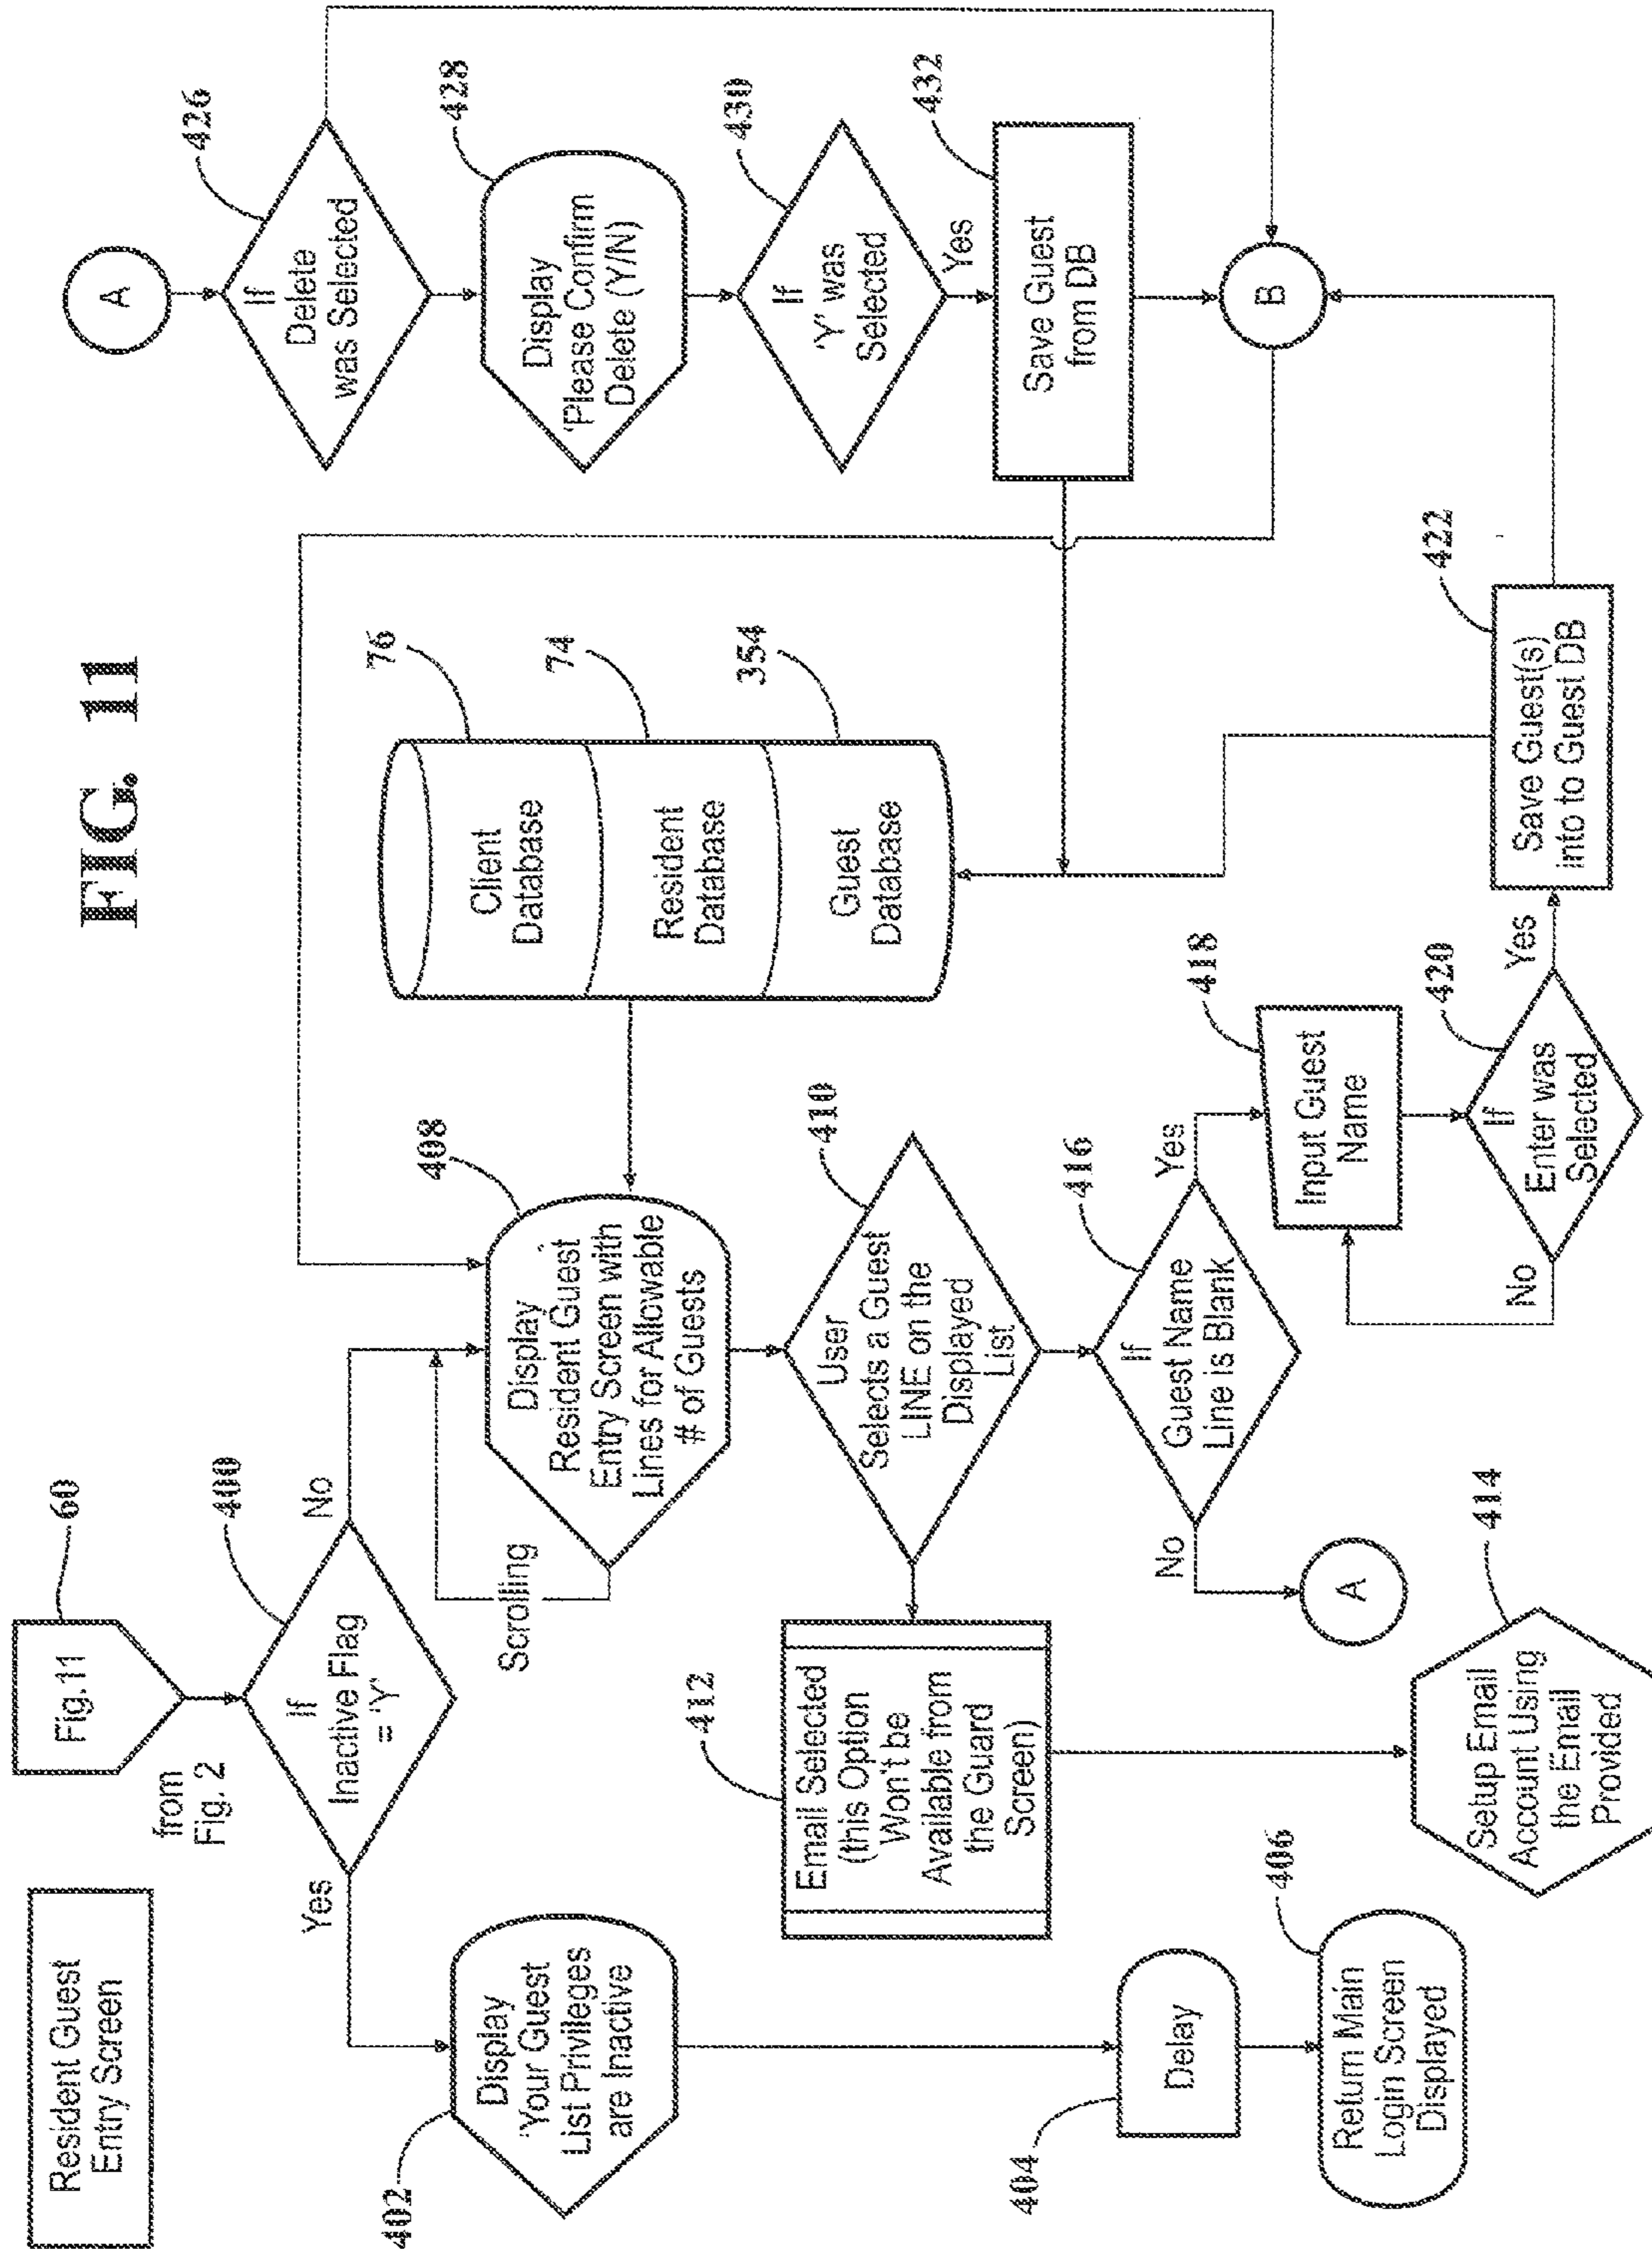 FIG. 11
Resident Guest
Entry Screen
from
Fig. 2
Fig.11
60
If
Inactive Flag
= 'Y'
400
Yes
No
Display
'Your Guest
List Privileges
are Inactive
402
Delay
404
Return Main
Login Screen
Displayed
406
Scrolling
Display
Resident Guest
Entry Screen with
Lines for Allowable
# of Guests
408
Client
Database
76
Resident
Database
74
Guest
Database
354
User
Selects a Guest
LINE on the
Displayed
List
410
Email Selected
(this Option
Won't be
Available from
the Guard
Screen)
412
Setup Email
Account Using
the Email
Provided
414
If
Guest Name
Line is Blank
416
No
Yes
A
Input Guest
Name
418
If
Enter was
Selected
420
No
Yes
Save Guest(s)
into to Guest DB
422
A
If
Delete
was Selected
426
Display
'Please Confirm
Delete (Y/N)
428
If
'Y' was
Selected
430
Yes
Save Guest
from DB
432
B